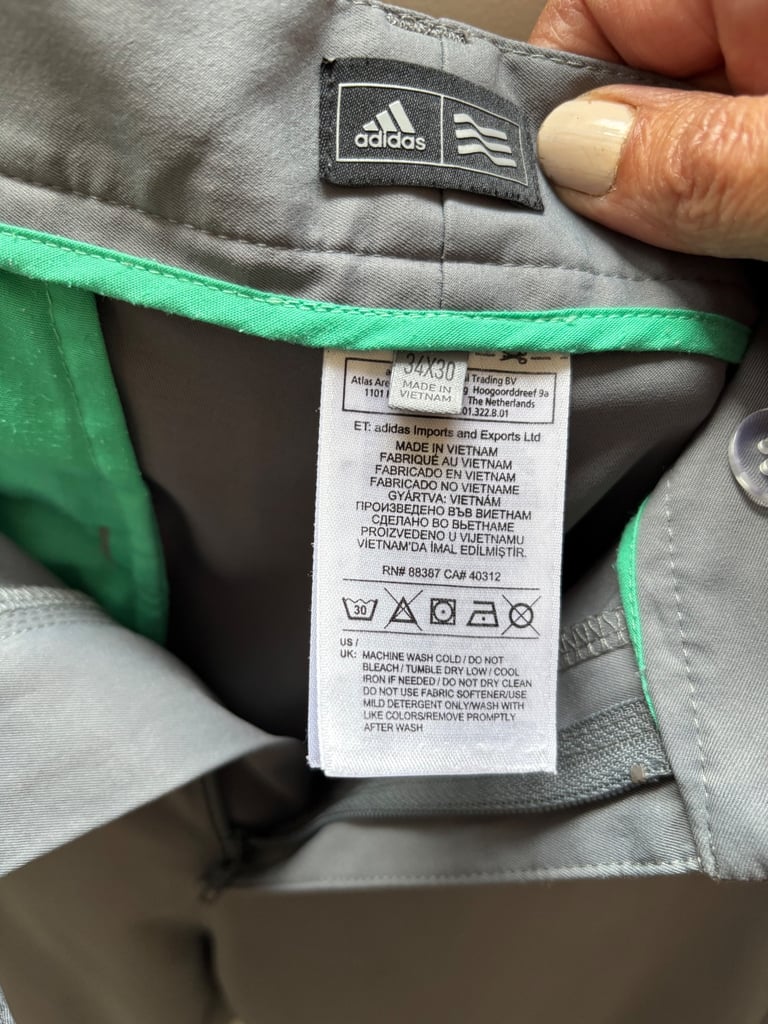 adidas
34X30
MADE IN
VIETNAM
a l Trading BV
Atlas Are g Hoogoorddreef 9a
1101 The Netherlands
01.322.8.01
ET: adidas Imports and Exports Ltd
MADE IN VIETNAM
FABRIQUÉ AU VIETNAM
FABRICADO EN VIETNAM
FABRICADO NO VIETNAME
GYÁRTVA: VIETNÁM
ПРОИЗВЕДЕНО ВЪВ ВИЕТНАМ
СДЕЛАНО ВО ВЬЕТНАМЕ
PROIZVEDENO U VIJETNAMU
VIETNAM'DA İMAL EDİLMİŞTİR.
RN# 88387 CA# 40312
30
US /
UK: MACHINE WASH COLD / DO NOT
BLEACH / TUMBLE DRY LOW / COOL
IRON IF NEEDED / DO NOT DRY CLEAN
DO NOT USE FABRIC SOFTENER/USE
MILD DETERGENT ONLY/WASH WITH
LIKE COLORS/REMOVE PROMPTLY
AFTER WASH